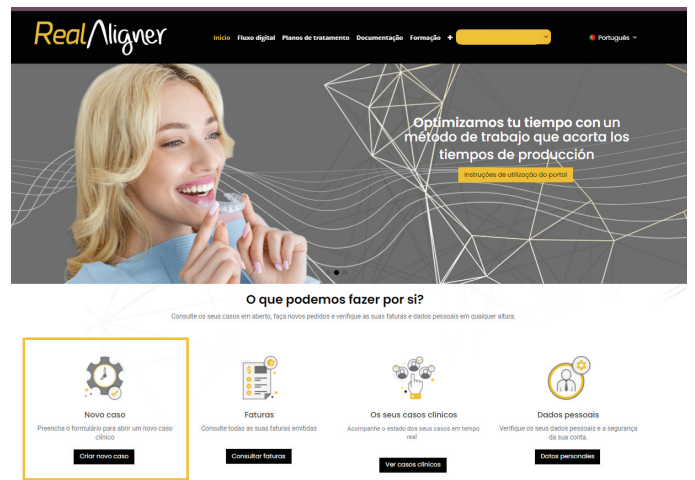 RealAligner
Inicio Fluxo digital Planos de tratamento Documentação Formação +
Português
Optimizamos tu tiempo con un
método de trabajo que acorta los
tiempos de producción
Instruções de utilização do portal
O que podemos fazer por si?
Consulte os seus casos em aberto, faça novos pedidos e verifique as suas faturas e dados pessoais em qualquer altura.
Novo caso
Preencha o formulário para abrir um novo caso
clínico
Criar novo caso
Faturas
Consulte todas as suas faturas emitidas
Consultar faturas
Os seus casos clínicos
Acompanhe o estado dos seus casos em tempo
real
Ver casos clínicos
Dados pessoais
Verifique os seus dados pessoais e a segurança
da sua conta.
Datos personales